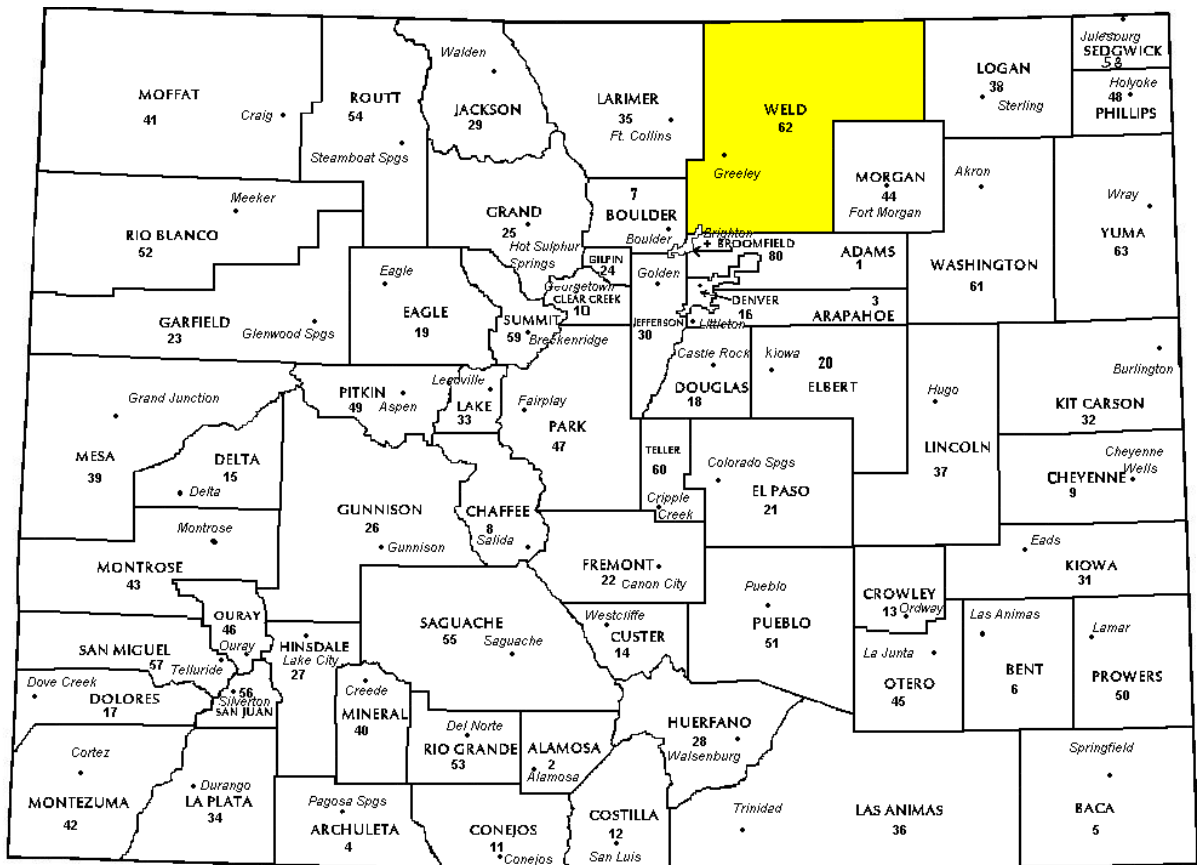 Julesburg
SEDGWICK
58
Walden
LOGAN
38
Sterling
Holyoke
48
PHILLIPS
MOFFAT
41
Craig
ROUTT
54
Steamboat Spgs
JACKSON
29
LARIMER
35
Ft. Collins
WELD
62
Greeley
MORGAN
44
Fort Morgan
Akron
WASHINGTON
61
Wray
YUMA
63
Meeker
RIO BLANCO
52
GRAND
25
Hot Sulphur
Springs
7
BOULDER
Boulder
Brighton
+ BROOMFIELD
80
ADAMS
1
GILPIN
24
Golden
Georgetown
CLEAR CREEK
10
DENVER
16
3
ARAPAHOE
Littleton
JEFFERSON
30
Eagle
EAGLE
19
GARFIELD
23
Glenwood Spgs
SUMMIT
59
Breckenridge
Castle Rock
DOUGLAS
18
kiowa
20
ELBERT
Hugo
LINCOLN
37
Burlington
KIT CARSON
32
Grand Junction
MESA
39
PITKIN
49
Aspen
Leadville
LAKE
33
Fairplay
PARK
47
TELLER
60
Cripple
Creek
Colorado Spgs
EL PASO
21
Cheyenne
Wells
CHEYENNE
9
DELTA
15
Delta
GUNNISON
26
Gunnison
CHAFFEE
8
Salida
Montrose
MONTROSE
43
FREMONT
22
Canon City
Pueblo
PUEBLO
51
CROWLEY
13
Ordway
Eads
KIOWA
31
OURAY
46
Ouray
SAN MIGUEL
57
Telluride
HINSDALE
Lake City
27
SAGUACHE
55
Saguache
Westcliffe
CUSTER
14
La Junta
OTERO
45
Las Animas
BENT
6
Lamar
PROWERS
50
Dove Creek
DOLORES
17
56
Silverton
SAN JUAN
Creede
MINERAL
40
Del Norte
RIO GRANDE
53
ALAMOSA
2
Alamosa
HUERFANO
28
Walsenburg
Cortez
MONTEZUMA
42
Durango
LA PLATA
34
Pagosa Spgs
ARCHULETA
4
CONEJOS
11
Conejos
COSTILLA
12
San Luis
Trinidad
LAS ANIMAS
36
Springfield
BACA
5